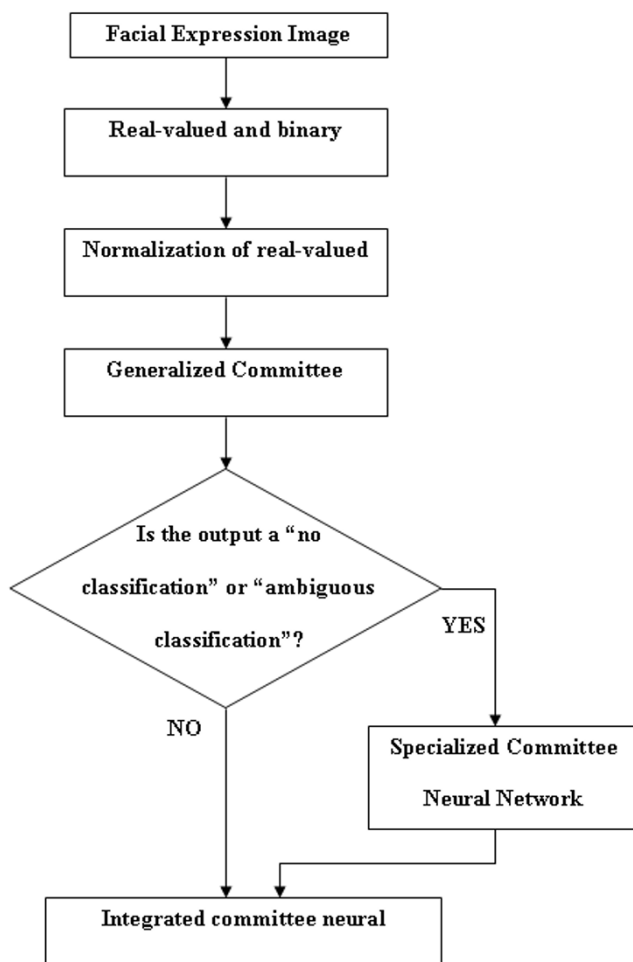 Facial Expression Image
Real-valued and binary
Normalization of real-valued
Generalized Committee
Is the output a “no
classification” or “ambiguous
classification”?
YES
NO
Specialized Committee
Neural Network
Integrated committee neural